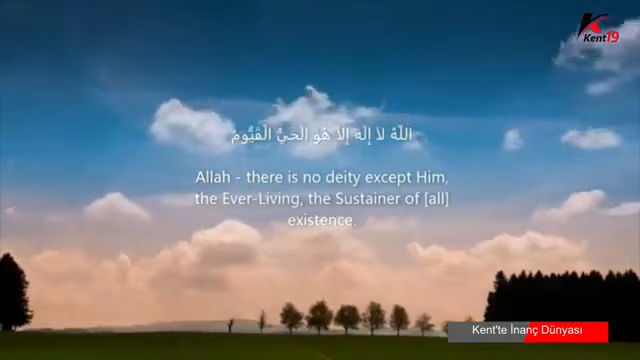 Kent19
اللَّهُ لَا إِلَٰهَ إِلَّا هُوَ الْحَيُّ الْقَيُّومُ
Allah - there is no deity except Him,
the Ever-Living, the Sustainer of [all]
existence.
Kent'te İnanç Dünyası